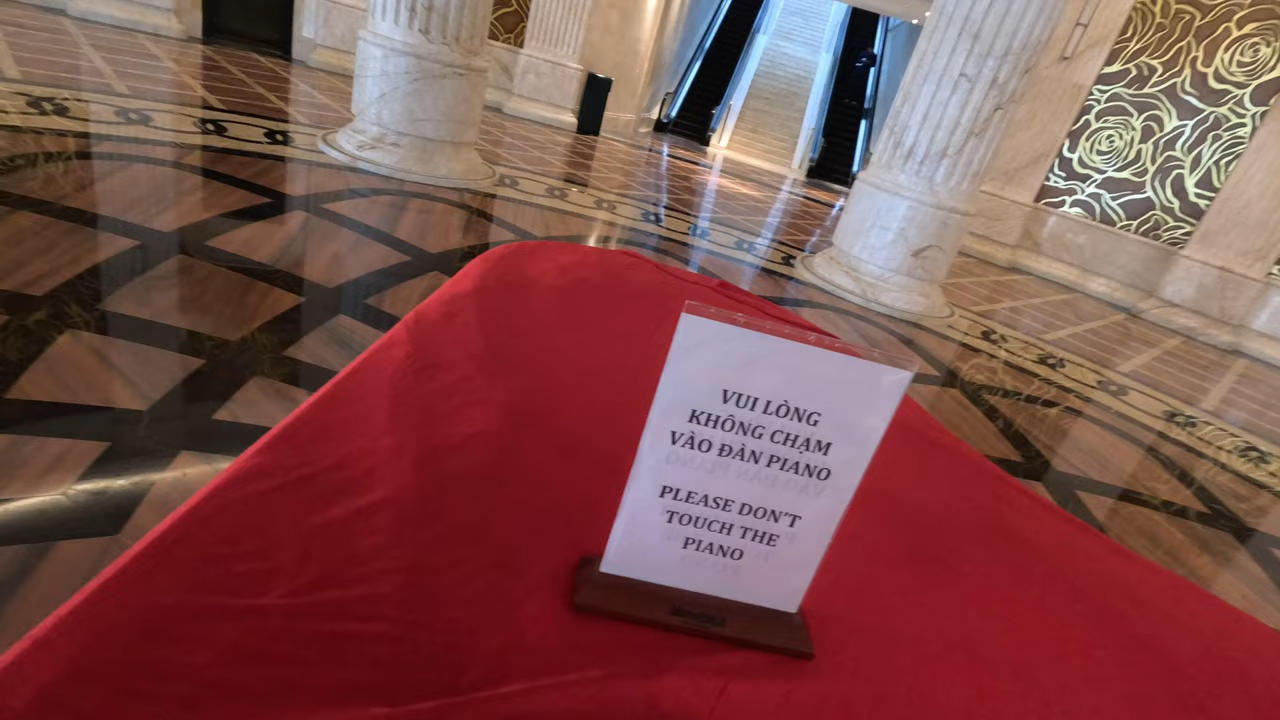 VUI LÒNG
KHÔNG CHẠM
VÀO ĐÀN PIANO
PLEASE DON'T
TOUCH THE
PIANO